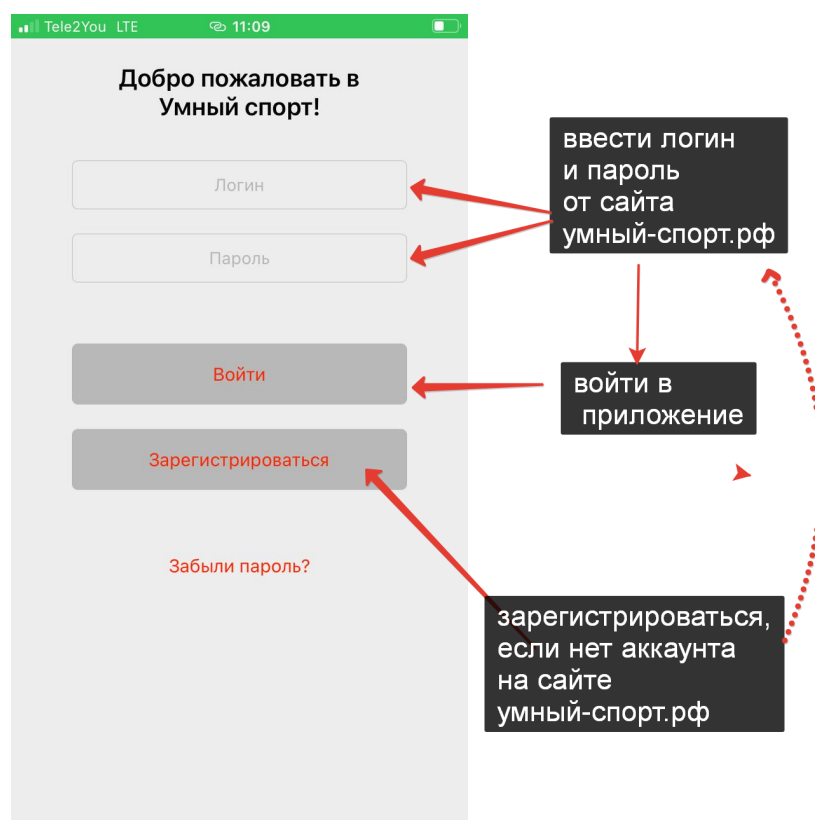 Tele2You LTE 11:09
Добро пожаловать в
Умный спорт!
Логин
Пароль
Войти
Зарегистрироваться
Забыли пароль?
ввести логин
и пароль
от сайта
умный-спорт.рф
войти в
приложение
зарегистрироваться,
если нет аккаунта
на сайте
умный-спорт.рф